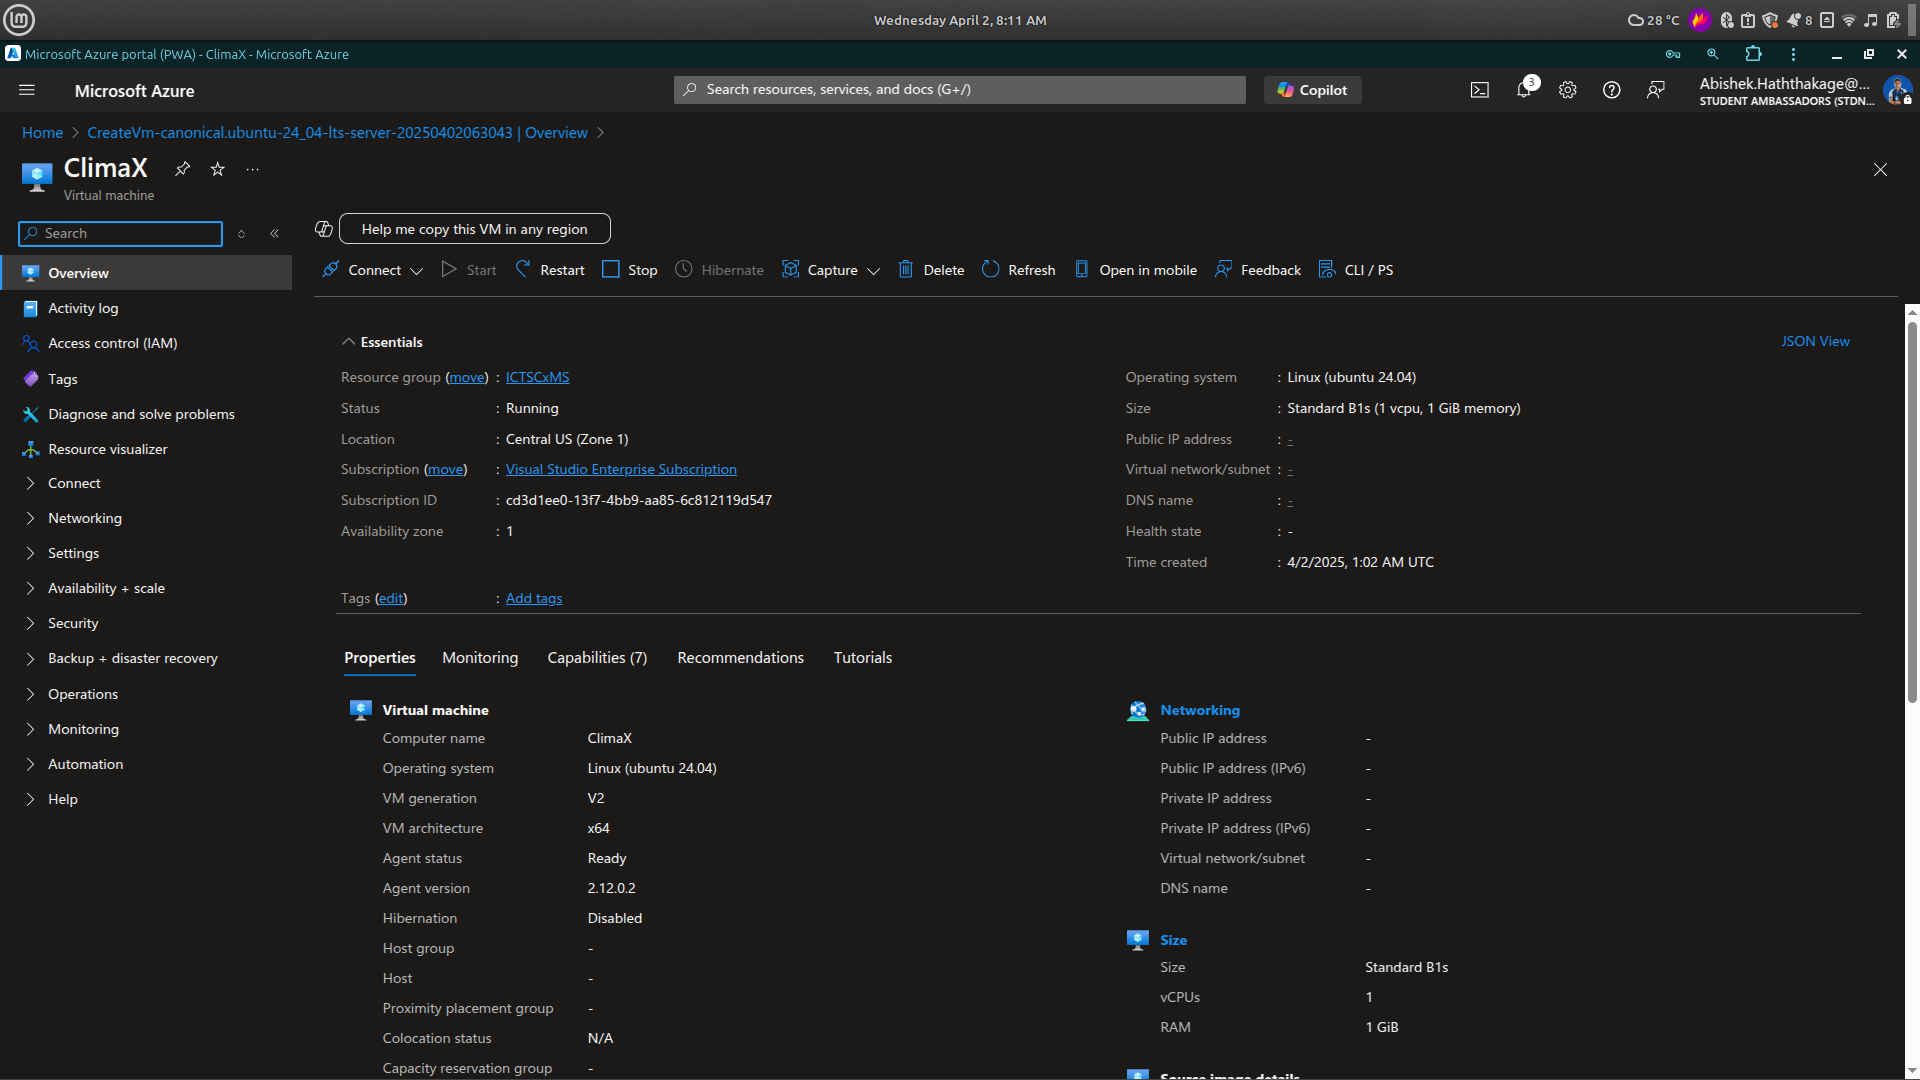 Wednesday April 2, 8:11 AM
28 °C
8
Microsoft Azure portal (PWA) - ClimaX - Microsoft Azure
Microsoft Azure
Search resources, services, and docs (G+/)
Copilot
3
Abishek.Haththakage@...
STUDENT AMBASSADORS (STDN...
Home > CreateVm-canonical.ubuntu-24_04-lts-server-20250402063043 | Overview >
ClimaX
Virtual machine
Search
Help me copy this VM in any region
Connect
Start
Restart
Stop
Hibernate
Capture
Delete
Refresh
Open in mobile
Feedback
CLI / PS
Overview
Activity log
Access control (IAM)
Tags
Diagnose and solve problems
Resource visualizer
Connect
Networking
Settings
Availability + scale
Security
Backup + disaster recovery
Operations
Monitoring
Automation
Help
Essentials
JSON View
Resource group (move) : ICTSCxMS
Status : Running
Location : Central US (Zone 1)
Subscription (move) : Visual Studio Enterprise Subscription
Subscription ID : cd3d1ee0-13f7-4bb9-aa85-6c812119d547
Availability zone : 1
Operating system : Linux (ubuntu 24.04)
Size : Standard B1s (1 vcpu, 1 GiB memory)
Public IP address : -
Virtual network/subnet : -
DNS name : -
Health state : -
Time created : 4/2/2025, 1:02 AM UTC
Tags (edit) : Add tags
Properties
Monitoring
Capabilities (7)
Recommendations
Tutorials
Virtual machine
Computer name ClimaX
Operating system Linux (ubuntu 24.04)
VM generation V2
VM architecture x64
Agent status Ready
Agent version 2.12.0.2
Hibernation Disabled
Host group -
Host -
Proximity placement group -
Colocation status N/A
Capacity reservation group -
Networking
Public IP address -
Public IP address (IPv6) -
Private IP address -
Private IP address (IPv6) -
Virtual network/subnet -
DNS name -
Size
Size Standard B1s
vCPUs 1
RAM 1 GiB
Source image details